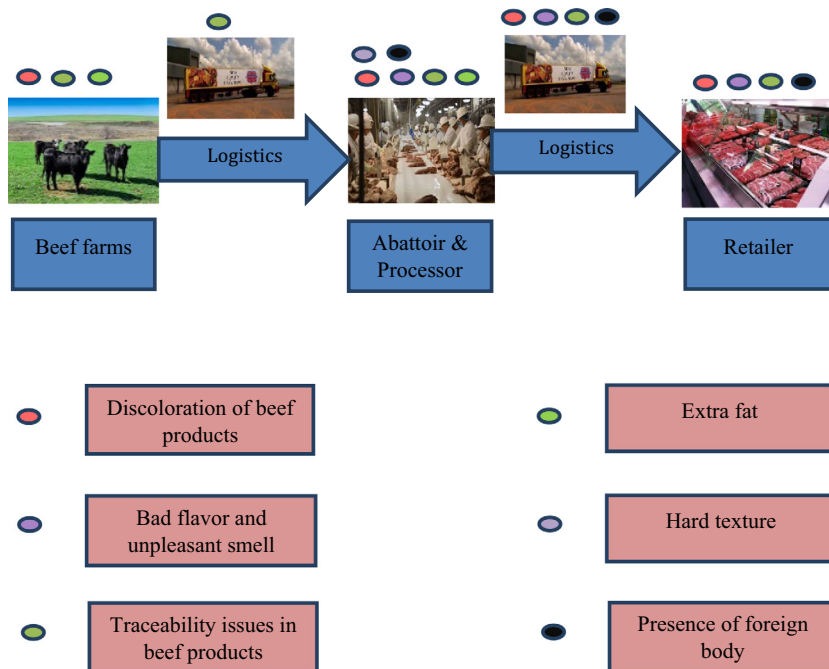 Logistics
Logistics
Beef farms
Abattoir &
Processor
Retailer
Discoloration of beef
products
Extra fat
Bad flavor and
unpleasant smell
Hard texture
Traceability issues in
beef products
Presence of foreign
body